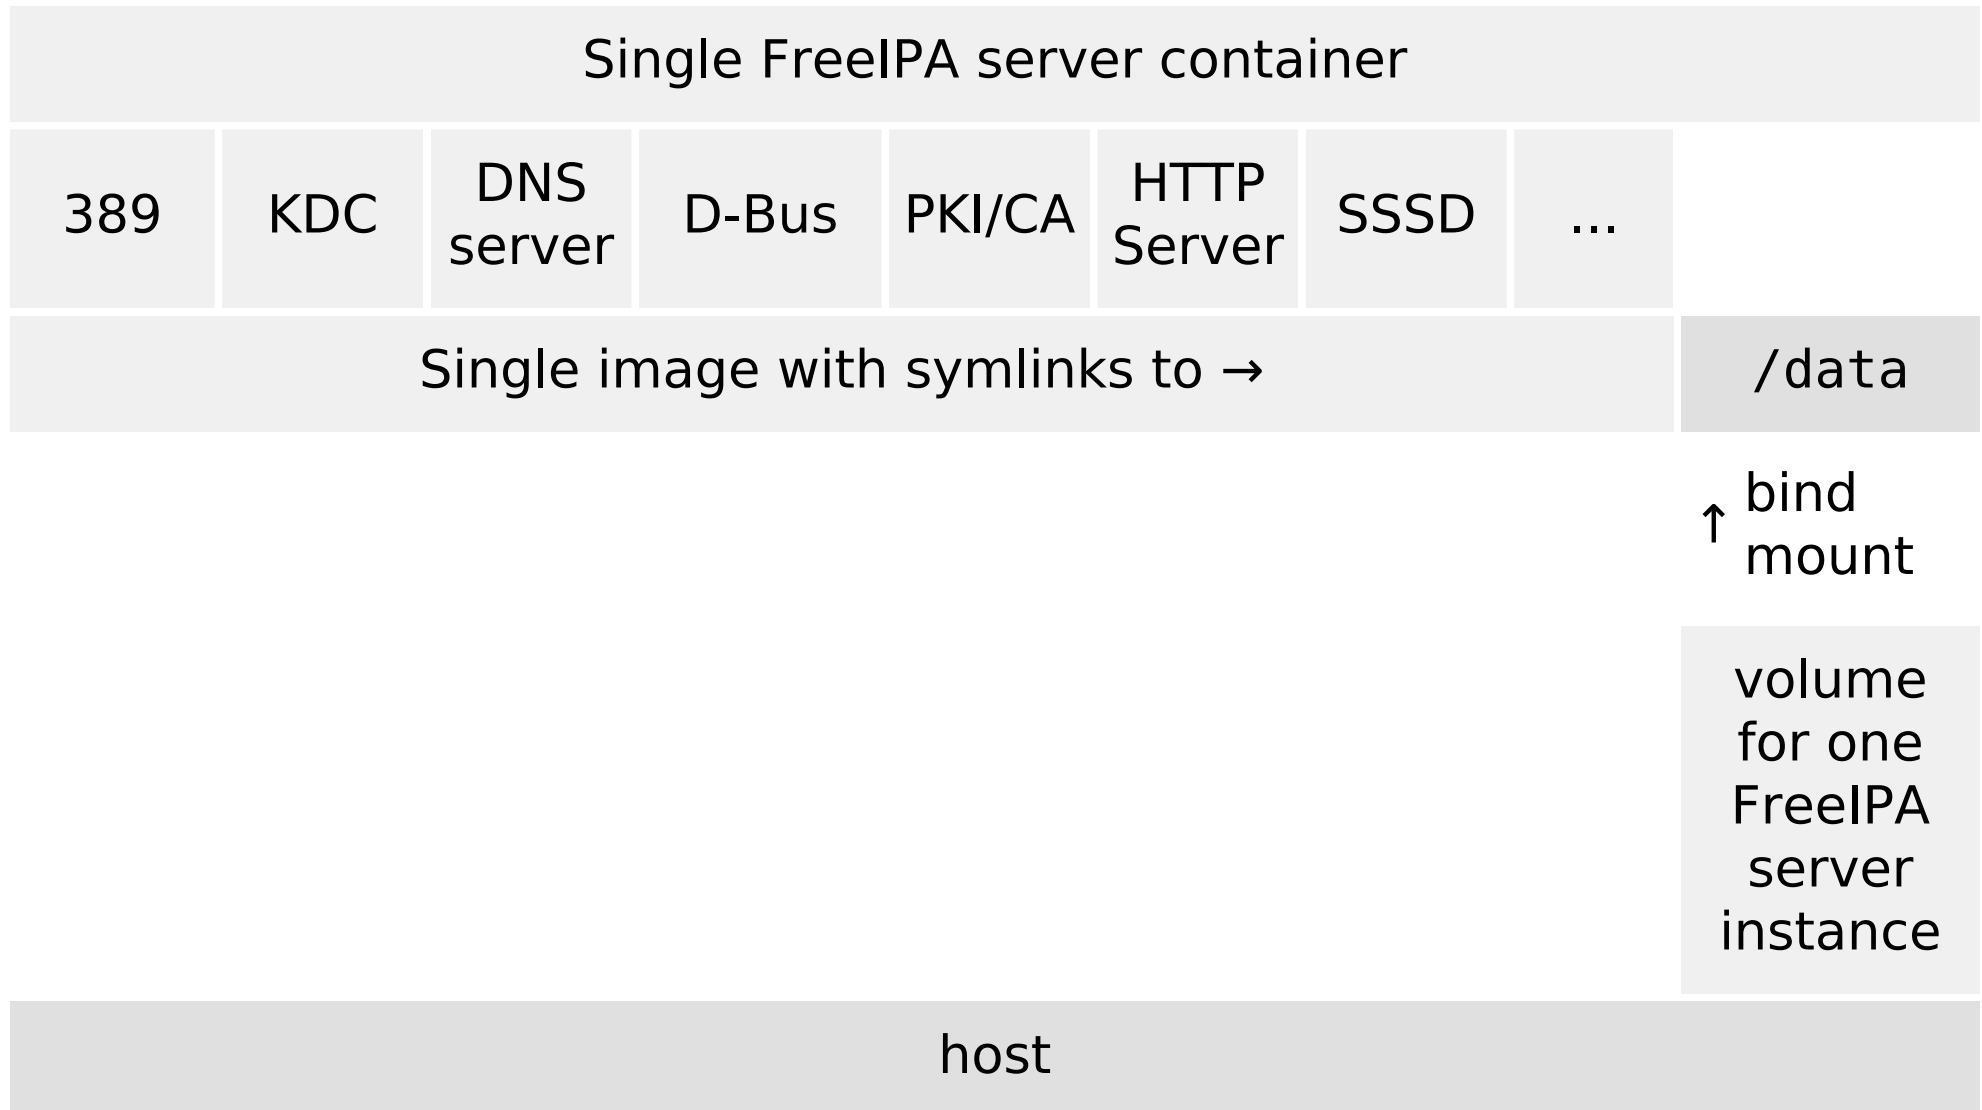 Single FreeIPA server container
389
KDC
DNS
server
D-Bus
PKI/CA
HTTP
Server
SSSD
...
Single image with symlinks to →
/data
↑ bind
mount
volume
for one
FreeIPA
server
instance
host